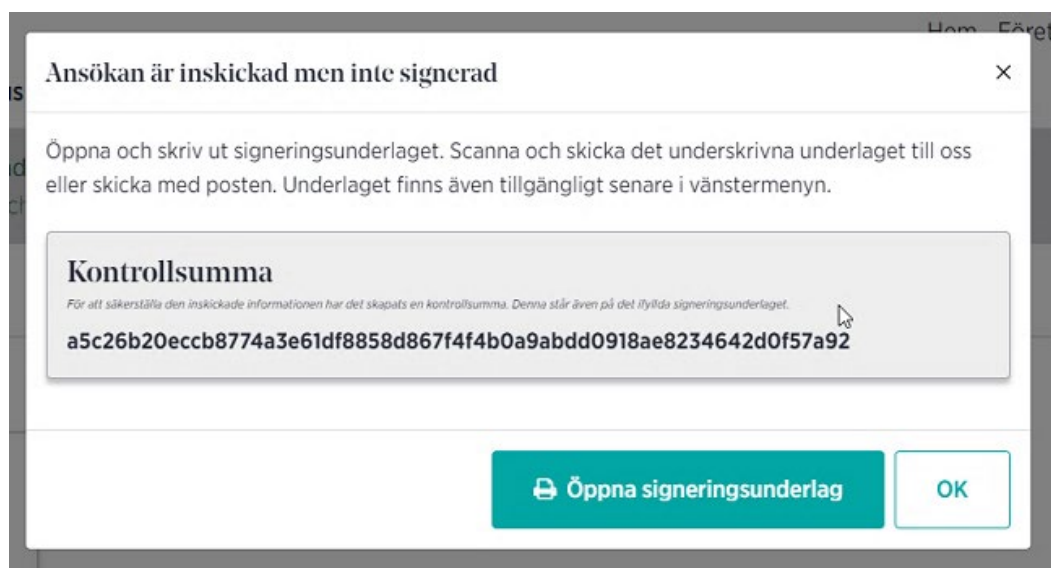 HemFöret
Ansökan är inskickad men inte signerad
×
Öppna och skriv ut signeringsunderlaget. Scanna och skicka det underskrivna underlaget till oss
eller skicka med posten. Underlaget finns även tillgängligt senare i vänstermenyn.
Kontrollsumma
För att säkerställa den inskickade informationen har det skapats en kontrollsumma. Denna står även på det ifyllda signeringsunderlaget.
a5c26b20eccb8774a3e61df8858d867f4f4b0a9abdd0918ae8234642d0f57a92
Öppna signeringsunderlag
OK